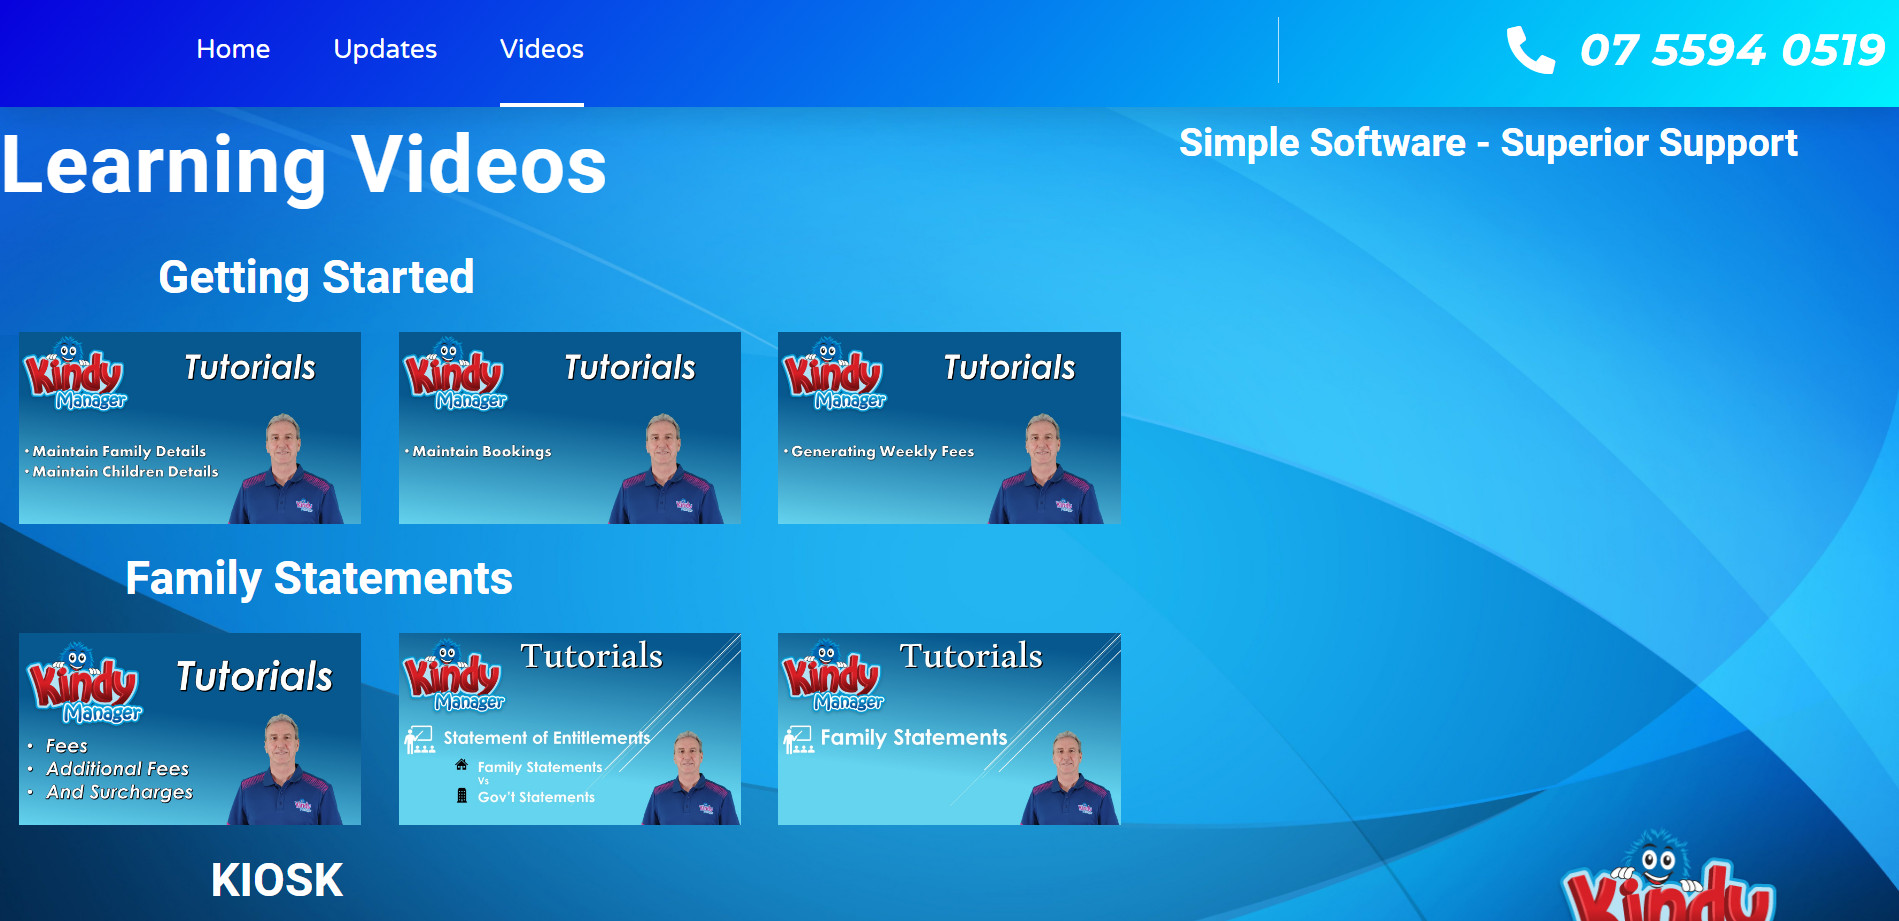 Home Updates Videos
07 5594 0519
Learning Videos
Simple Software - Superior Support
Getting Started
Kindy
Manager
Tutorials
• Maintain Family Details
• Maintain Children Details
Kindy
Manager
Tutorials
• Maintain Bookings
Kindy
Manager
Tutorials
• Generating Weekly Fees
Family Statements
Kindy
Manager
Tutorials
• Fees
• Additional Fees
• And Surcharges
Kindy
Manager
Tutorials
Statement of Entitlements
Family Statements
Vs
Gov't Statements
Kindy
Manager
Tutorials
Family Statements
KIOSK
Kindy